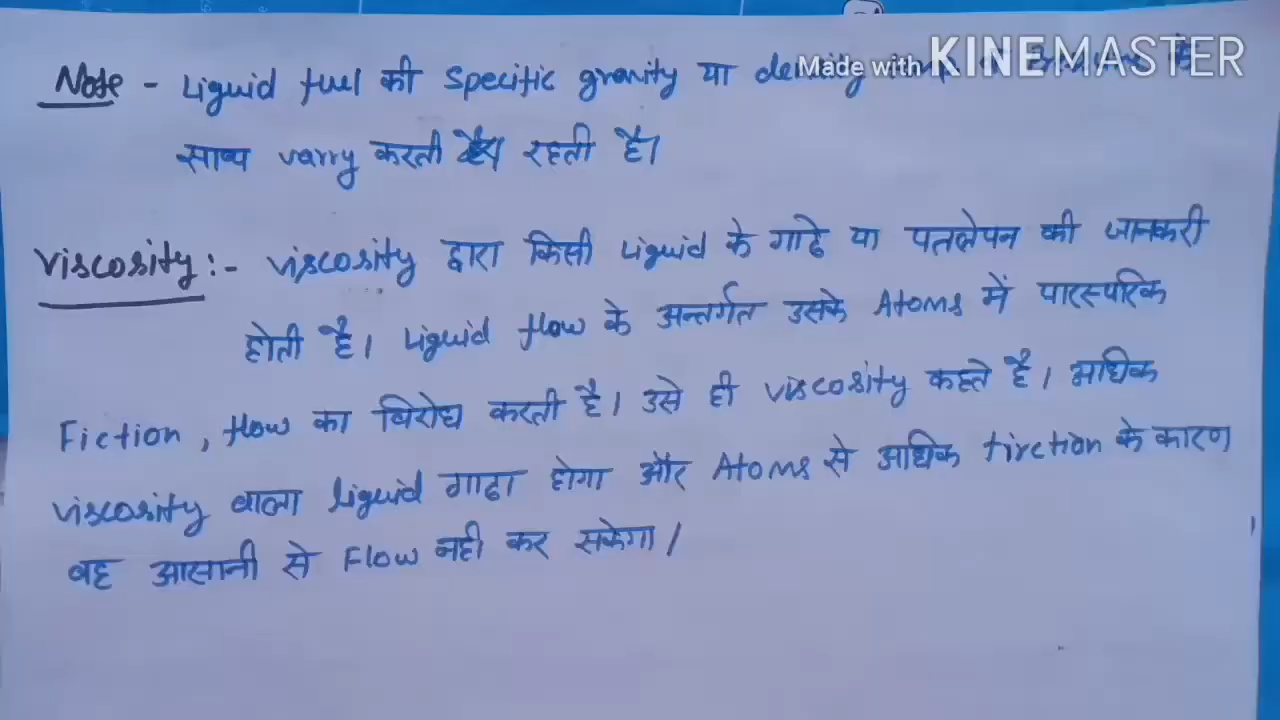 Made with KINEMASTER
Note - Liquid fuel की specific gravity या density
साथ varry करती रहती है।
Viscosity :- Viscosity द्वारा किसी Liquid के गाढे या पतलेपन की जानकरी
होती है। Liquid flow के अन्तर्गत उसके Atoms में पारस्परिक
Fiction, flow का विरोध करती है। उसे ही viscosity कहते है। अधिक
viscosity वाला liquid गाढा होगा और Atoms से अधिक firction के कारण
वह आसानी से Flow नही कर सकेगा।